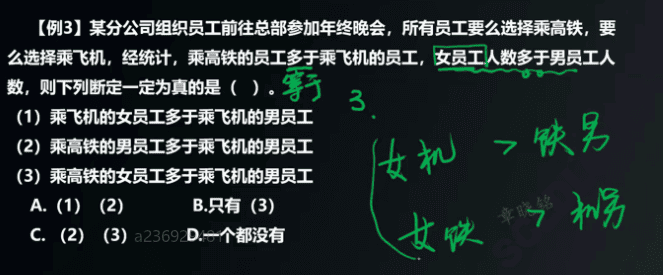 【例3】某分公司组织员工前往总部参加年终晚会，所有员工要么选择乘高铁，要
么选择乘飞机，经统计，乘高铁的员工多于乘飞机的员工，女员工人数多于男员工人
数，则下列断定一定为真的是（  ）。等于
3.
（1）乘飞机的女员工多于乘飞机的男员工
（2）乘高铁的男员工多于乘飞机的男员工
（3）乘高铁的女员工多于乘飞机的男员工
女机 > 铁男
A.（1）（2） B.只有（3）
女铁 > 机男
C.（2）（3） D.一个都没有